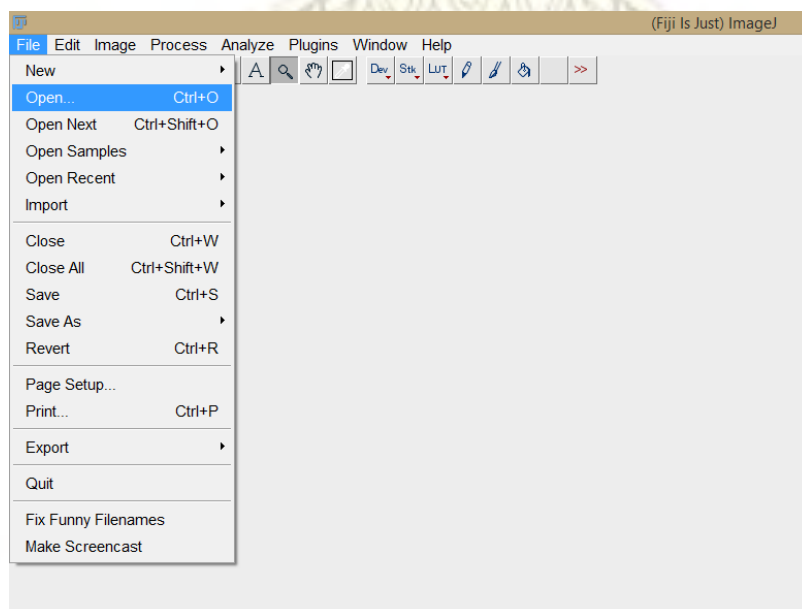 (Fiji Is Just) ImageJ
File Edit Image Process Analyze Plugins Window Help
A Dev Stk LUT >>
New
Open... Ctrl+O
Open Next Ctrl+Shift+O
Open Samples
Open Recent
Import
Close Ctrl+W
Close All Ctrl+Shift+W
Save Ctrl+S
Save As
Revert Ctrl+R
Page Setup...
Print... Ctrl+P
Export
Quit
Fix Funny Filenames
Make Screencast